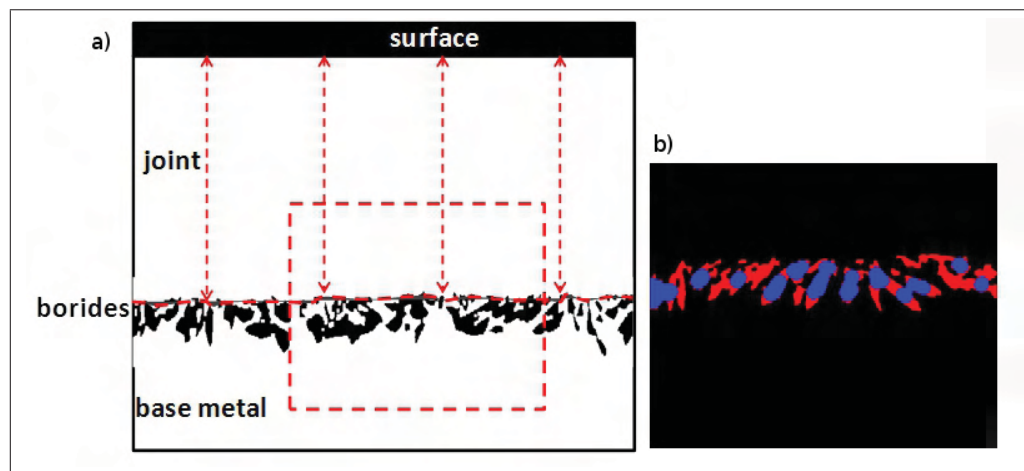 a)
surface
joint
b)
borides
base metal